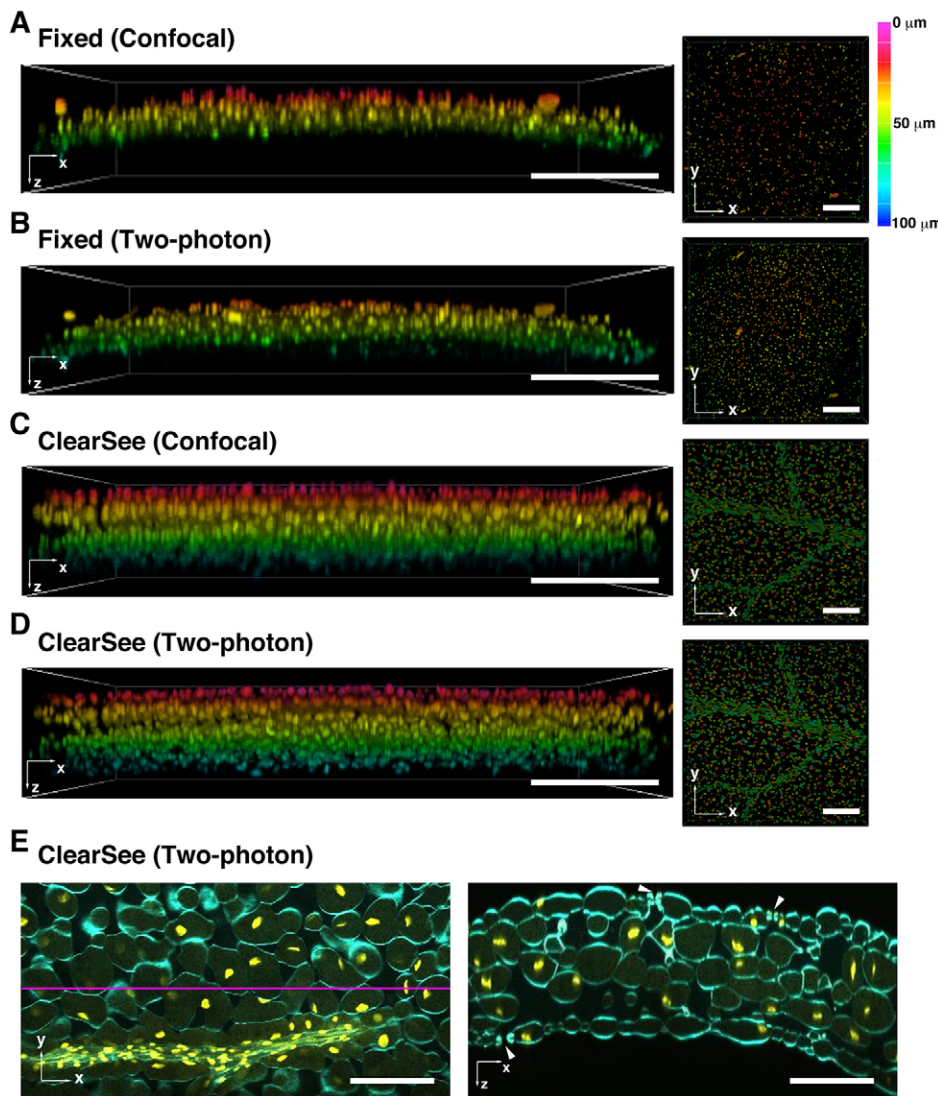 A
Fixed (Confocal)
0 μm
50 μm
100 μm
x
z
y
x
B
Fixed (Two-photon)
x
z
y
x
C
ClearSee (Confocal)
x
z
y
x
D
ClearSee (Two-photon)
x
z
y
x
E
ClearSee (Two-photon)
y
x
x
z